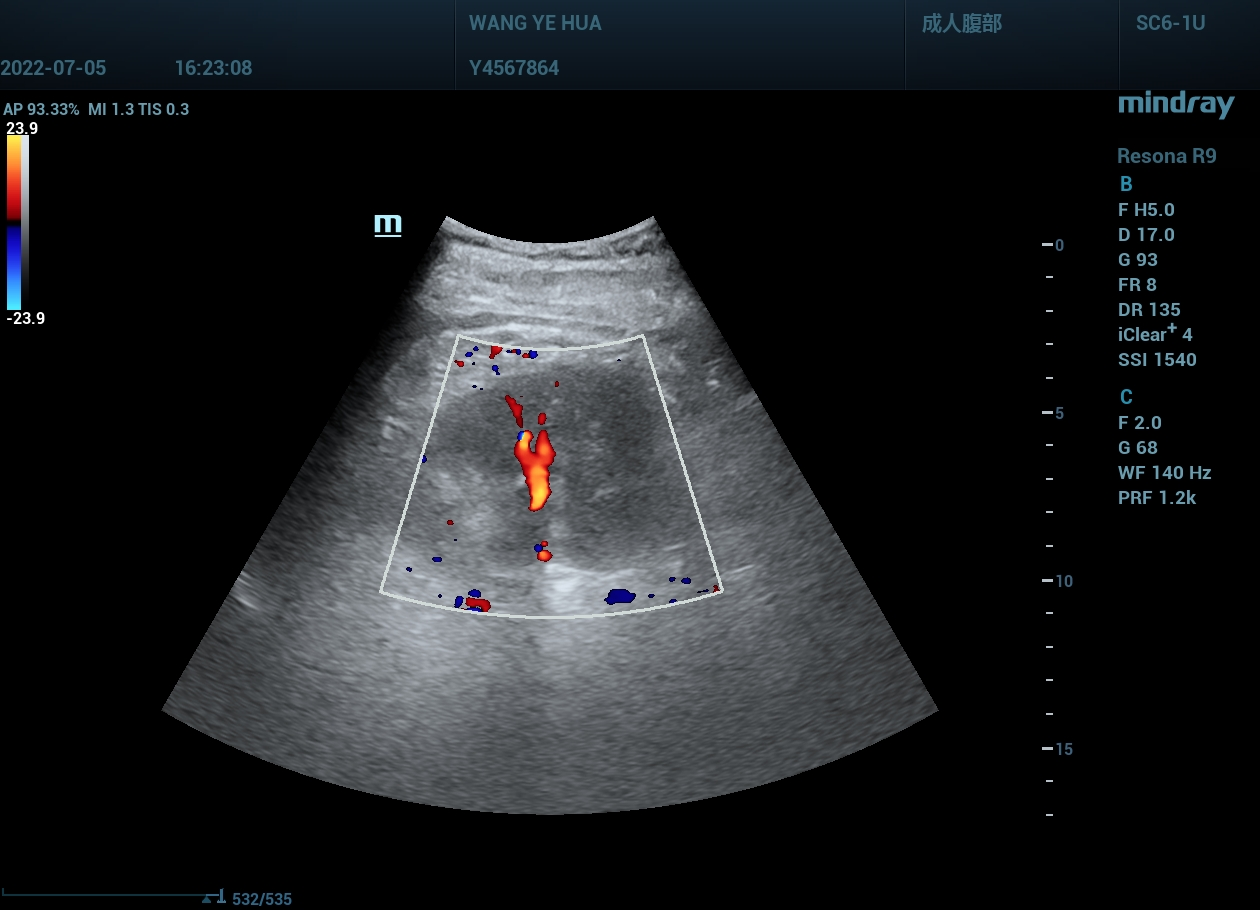 WANG YE HUA
成人腹部
SC6-1U
2022-07-05 16:23:08
Y4567864
AP 93.33% MI 1.3 TIS 0.3
mindray
23.9
-23.9
m
Resona R9
B
F H5.0
D 17.0
G 93
FR 8
DR 135
iClear+ 4
SSI 1540
C
F 2.0
G 68
WF 140 Hz
PRF 1.2k
0
5
10
15
1 532/535